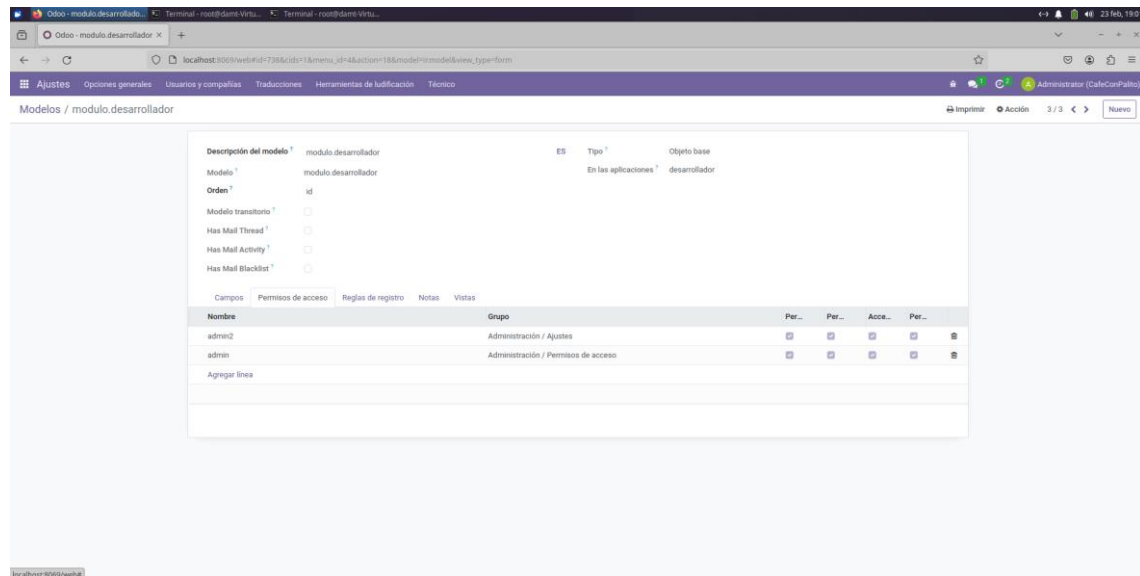 Odoo - modulo.desarrollado... Terminal - root@damt-Virtu... Terminal - root@damt-Virtu... 23 feb, 19:0
Odoo - modulo.desarrollador × +
localhost:8069/web#id=738&cids=1&menu_id=4&action=18&model=ir.model&view_type=form
Ajustes Opciones generales Usuarios y compañías Traducciones Herramientas de ludificación Técnico 1 2 A Administrator (CafeConPalito)
Modelos / modulo.desarrollador Imprimir Acción 3 / 3 < > Nuevo
Descripción del modelo ? modulo.desarrollador ES Tipo ? Objeto base
Modelo ? modulo.desarrollador En las aplicaciones ? desarrollador
Orden ? id
Modelo transitorio ?
Has Mail Thread ?
Has Mail Activity ?
Has Mail Blacklist ?
Campos Permisos de acceso Reglas de registro Notas Vistas
Nombre Grupo Per... Per... Acce... Per...
admin2 Administración / Ajustes
admin Administración / Permisos de acceso
Agregar línea
localhost:8069/web#